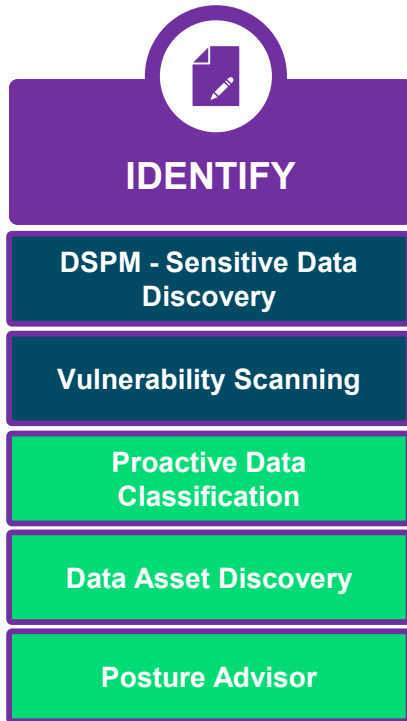 IDENTIFY
DSPM - Sensitive Data
Discovery
Vulnerability Scanning
Proactive Data
Classification
Data Asset Discovery
Posture Advisor